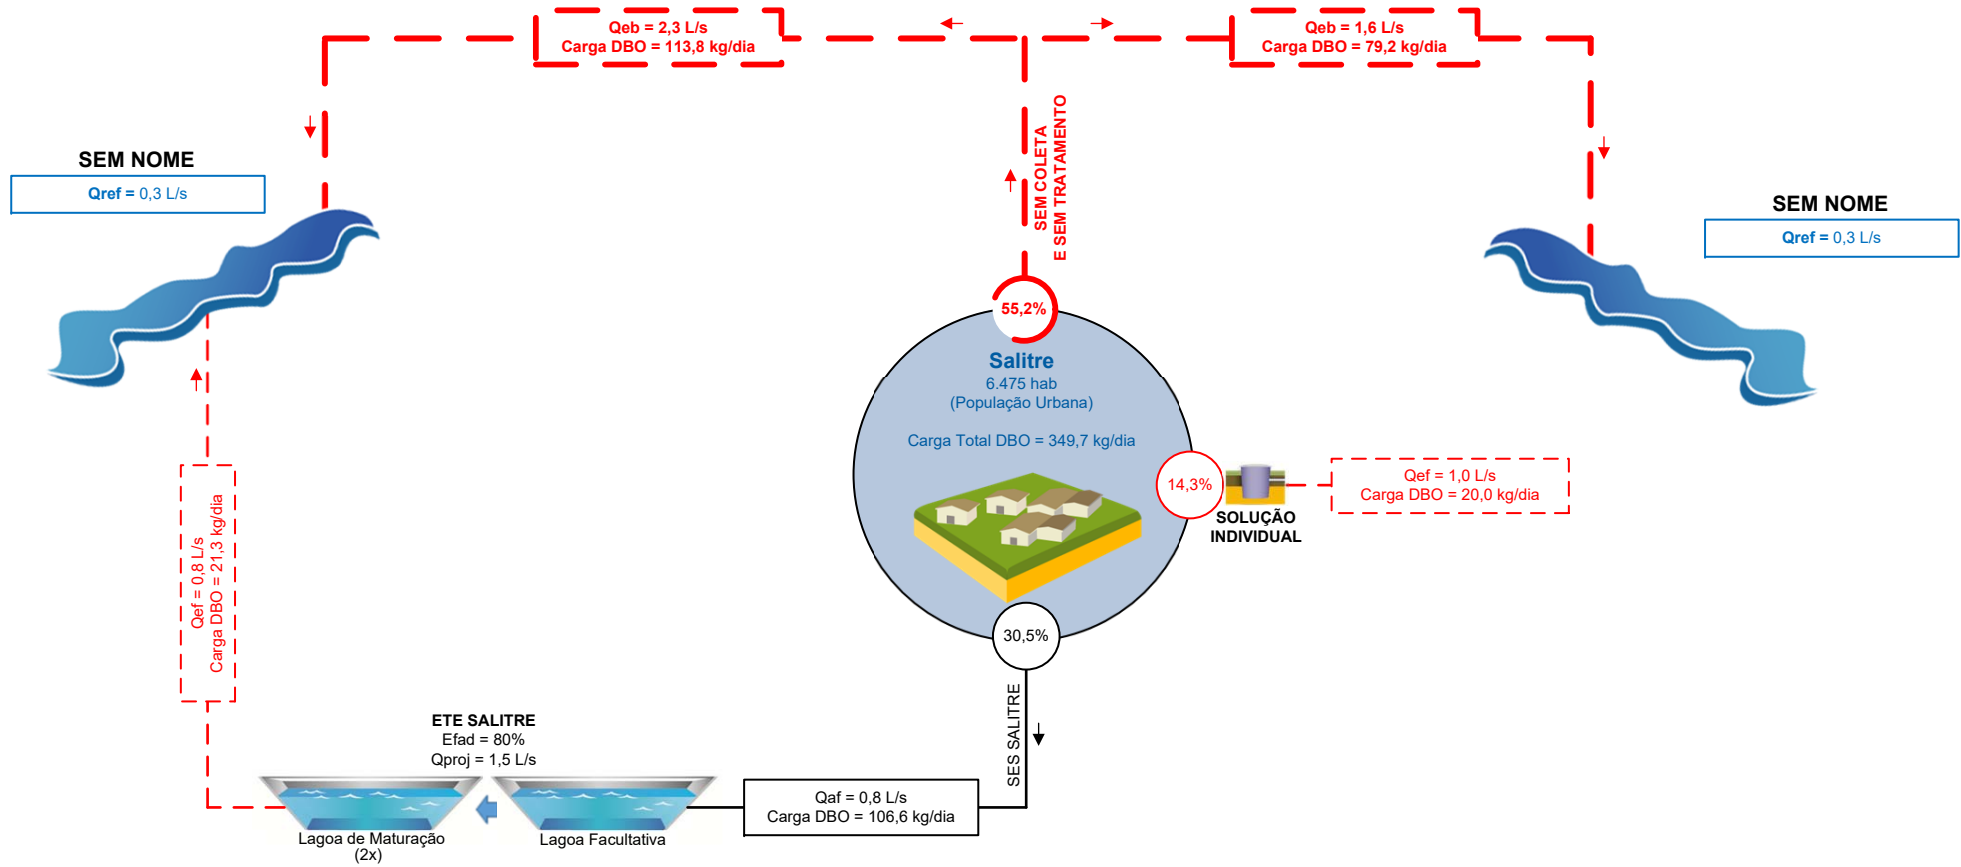 Qeb = 2,3 L/s
Carga DBO = 113,8 kg/dia
Qeb = 1,6 L/s
Carga DBO = 79,2 kg/dia
SEM NOME
Qref = 0,3 L/s
SEM COLETA
E SEM TRATAMENTO
SEM NOME
Qref = 0,3 L/s
55,2%
Salitre
6.475 hab
(População Urbana)
Carga Total DBO = 349,7 kg/dia
14,3%
SOLUÇÃO
INDIVIDUAL
Qef = 1,0 L/s
Carga DBO = 20,0 kg/dia
Qef = 0,8 L/s
Carga DBO = 21,3 kg/dia
30,5%
SES SALITRE
ETE SALITRE
Efad = 80%
Qproj = 1,5 L/s
Qaf = 0,8 L/s
Carga DBO = 106,6 kg/dia
Lagoa de Maturação
(2x)
Lagoa Facultativa